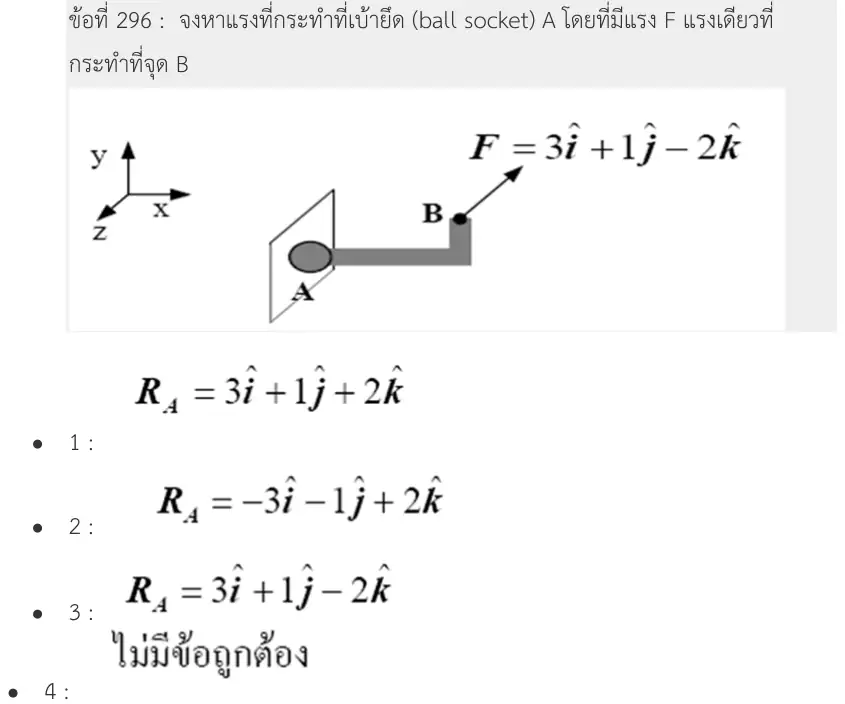 ข้อที่ 296 : จงหาแรงที่กระทำที่เบ้ายึด (ball socket) A โดยที่มีแรง F แรงเดียวที่
กระทำที่จุด B
F = 3î + 1ĵ − 2k̂
y
x
z
B
A
R_A = 3î + 1ĵ + 2k̂
• 1 :
R_A = −3î − 1ĵ + 2k̂
• 2 :
R_A = 3î + 1ĵ − 2k̂
• 3 :
ไม่มีข้อถูกต้อง
• 4 :